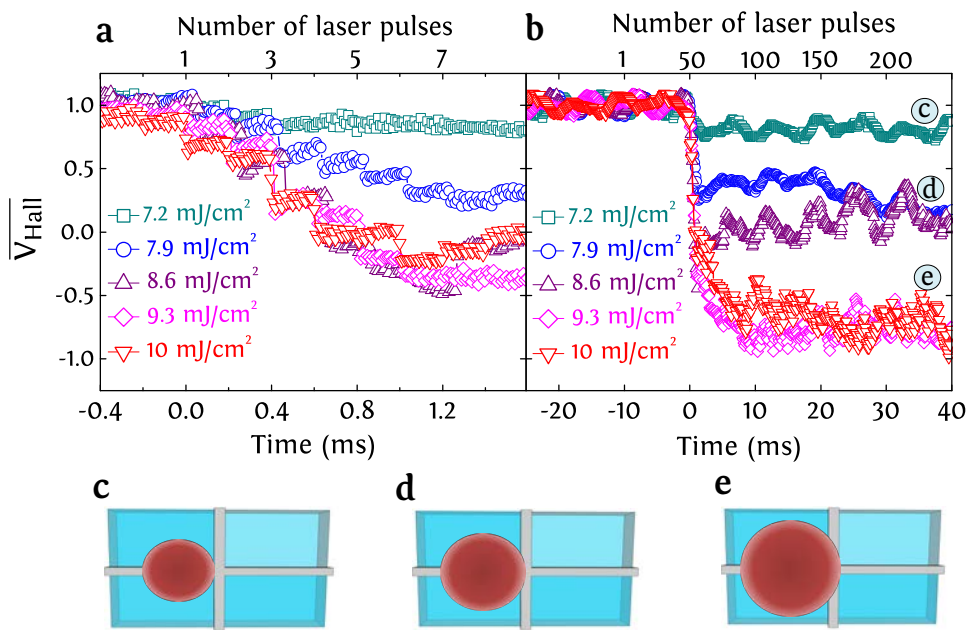 a
Number of laser pulses
1 3 5 7
b
Number of laser pulses
1 50 100 150 200
V Hall
1.0
0.5
0.0
-0.5
-1.0
7.2 mJ/cm²
7.9 mJ/cm²
8.6 mJ/cm²
9.3 mJ/cm²
10 mJ/cm²
-0.4 0.0 0.4 0.8 1.2
Time (ms)
c
d
e
7.2 mJ/cm²
7.9 mJ/cm²
8.6 mJ/cm²
9.3 mJ/cm²
10 mJ/cm²
-20 -10 0 10 20 30 40
Time (ms)
c
d
e